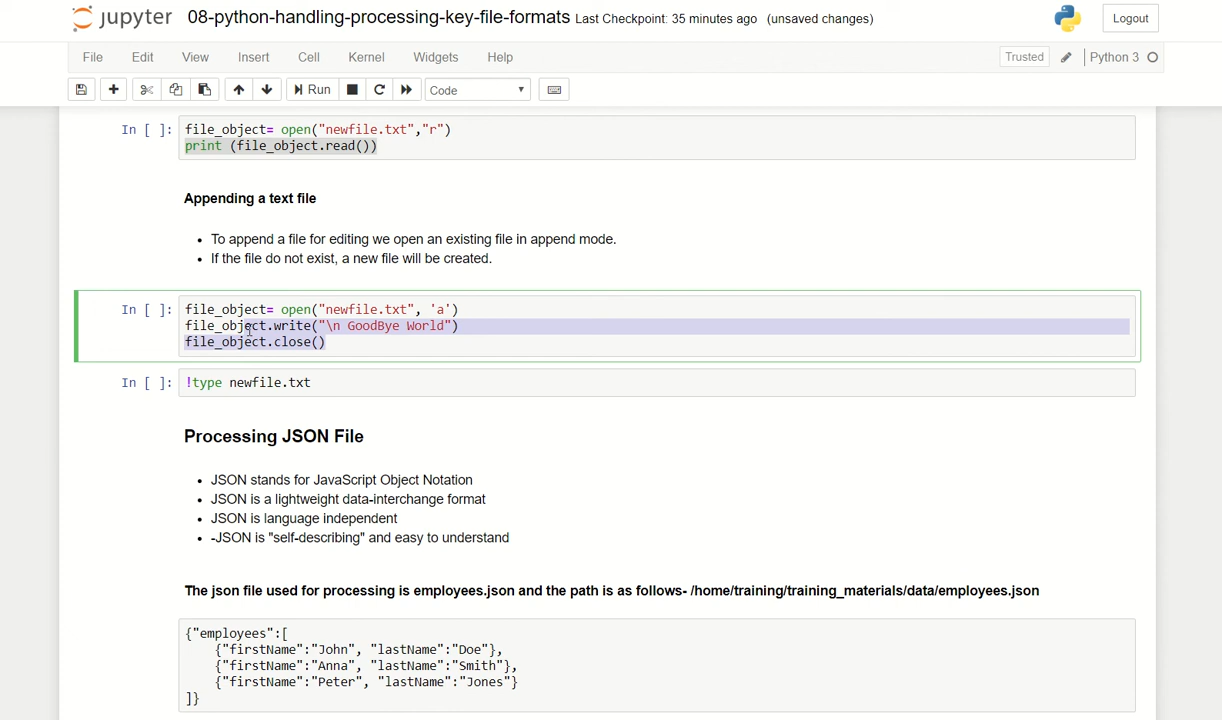 jupyter 08-python-handling-processing-key-file-formats Last Checkpoint: 35 minutes ago (unsaved changes) Logout
File Edit View Insert Cell Kernel Widgets Help Trusted Python 3
Run Code
In [ ]: file_object= open("newfile.txt","r")
print (file_object.read())
Appending a text file
• To append a file for editing we open an existing file in append mode.
• If the file do not exist, a new file will be created.
In [ ]: file_object= open("newfile.txt", 'a')
file_object.write("\n GoodBye World")
file_object.close()
In [ ]: !type newfile.txt
Processing JSON File
• JSON stands for JavaScript Object Notation
• JSON is a lightweight data-interchange format
• JSON is language independent
• -JSON is "self-describing" and easy to understand
The json file used for processing is employees.json and the path is as follows- /home/training/training_materials/data/employees.json
{"employees":[
{"firstName":"John", "lastName":"Doe"},
{"firstName":"Anna", "lastName":"Smith"},
{"firstName":"Peter", "lastName":"Jones"}
]}